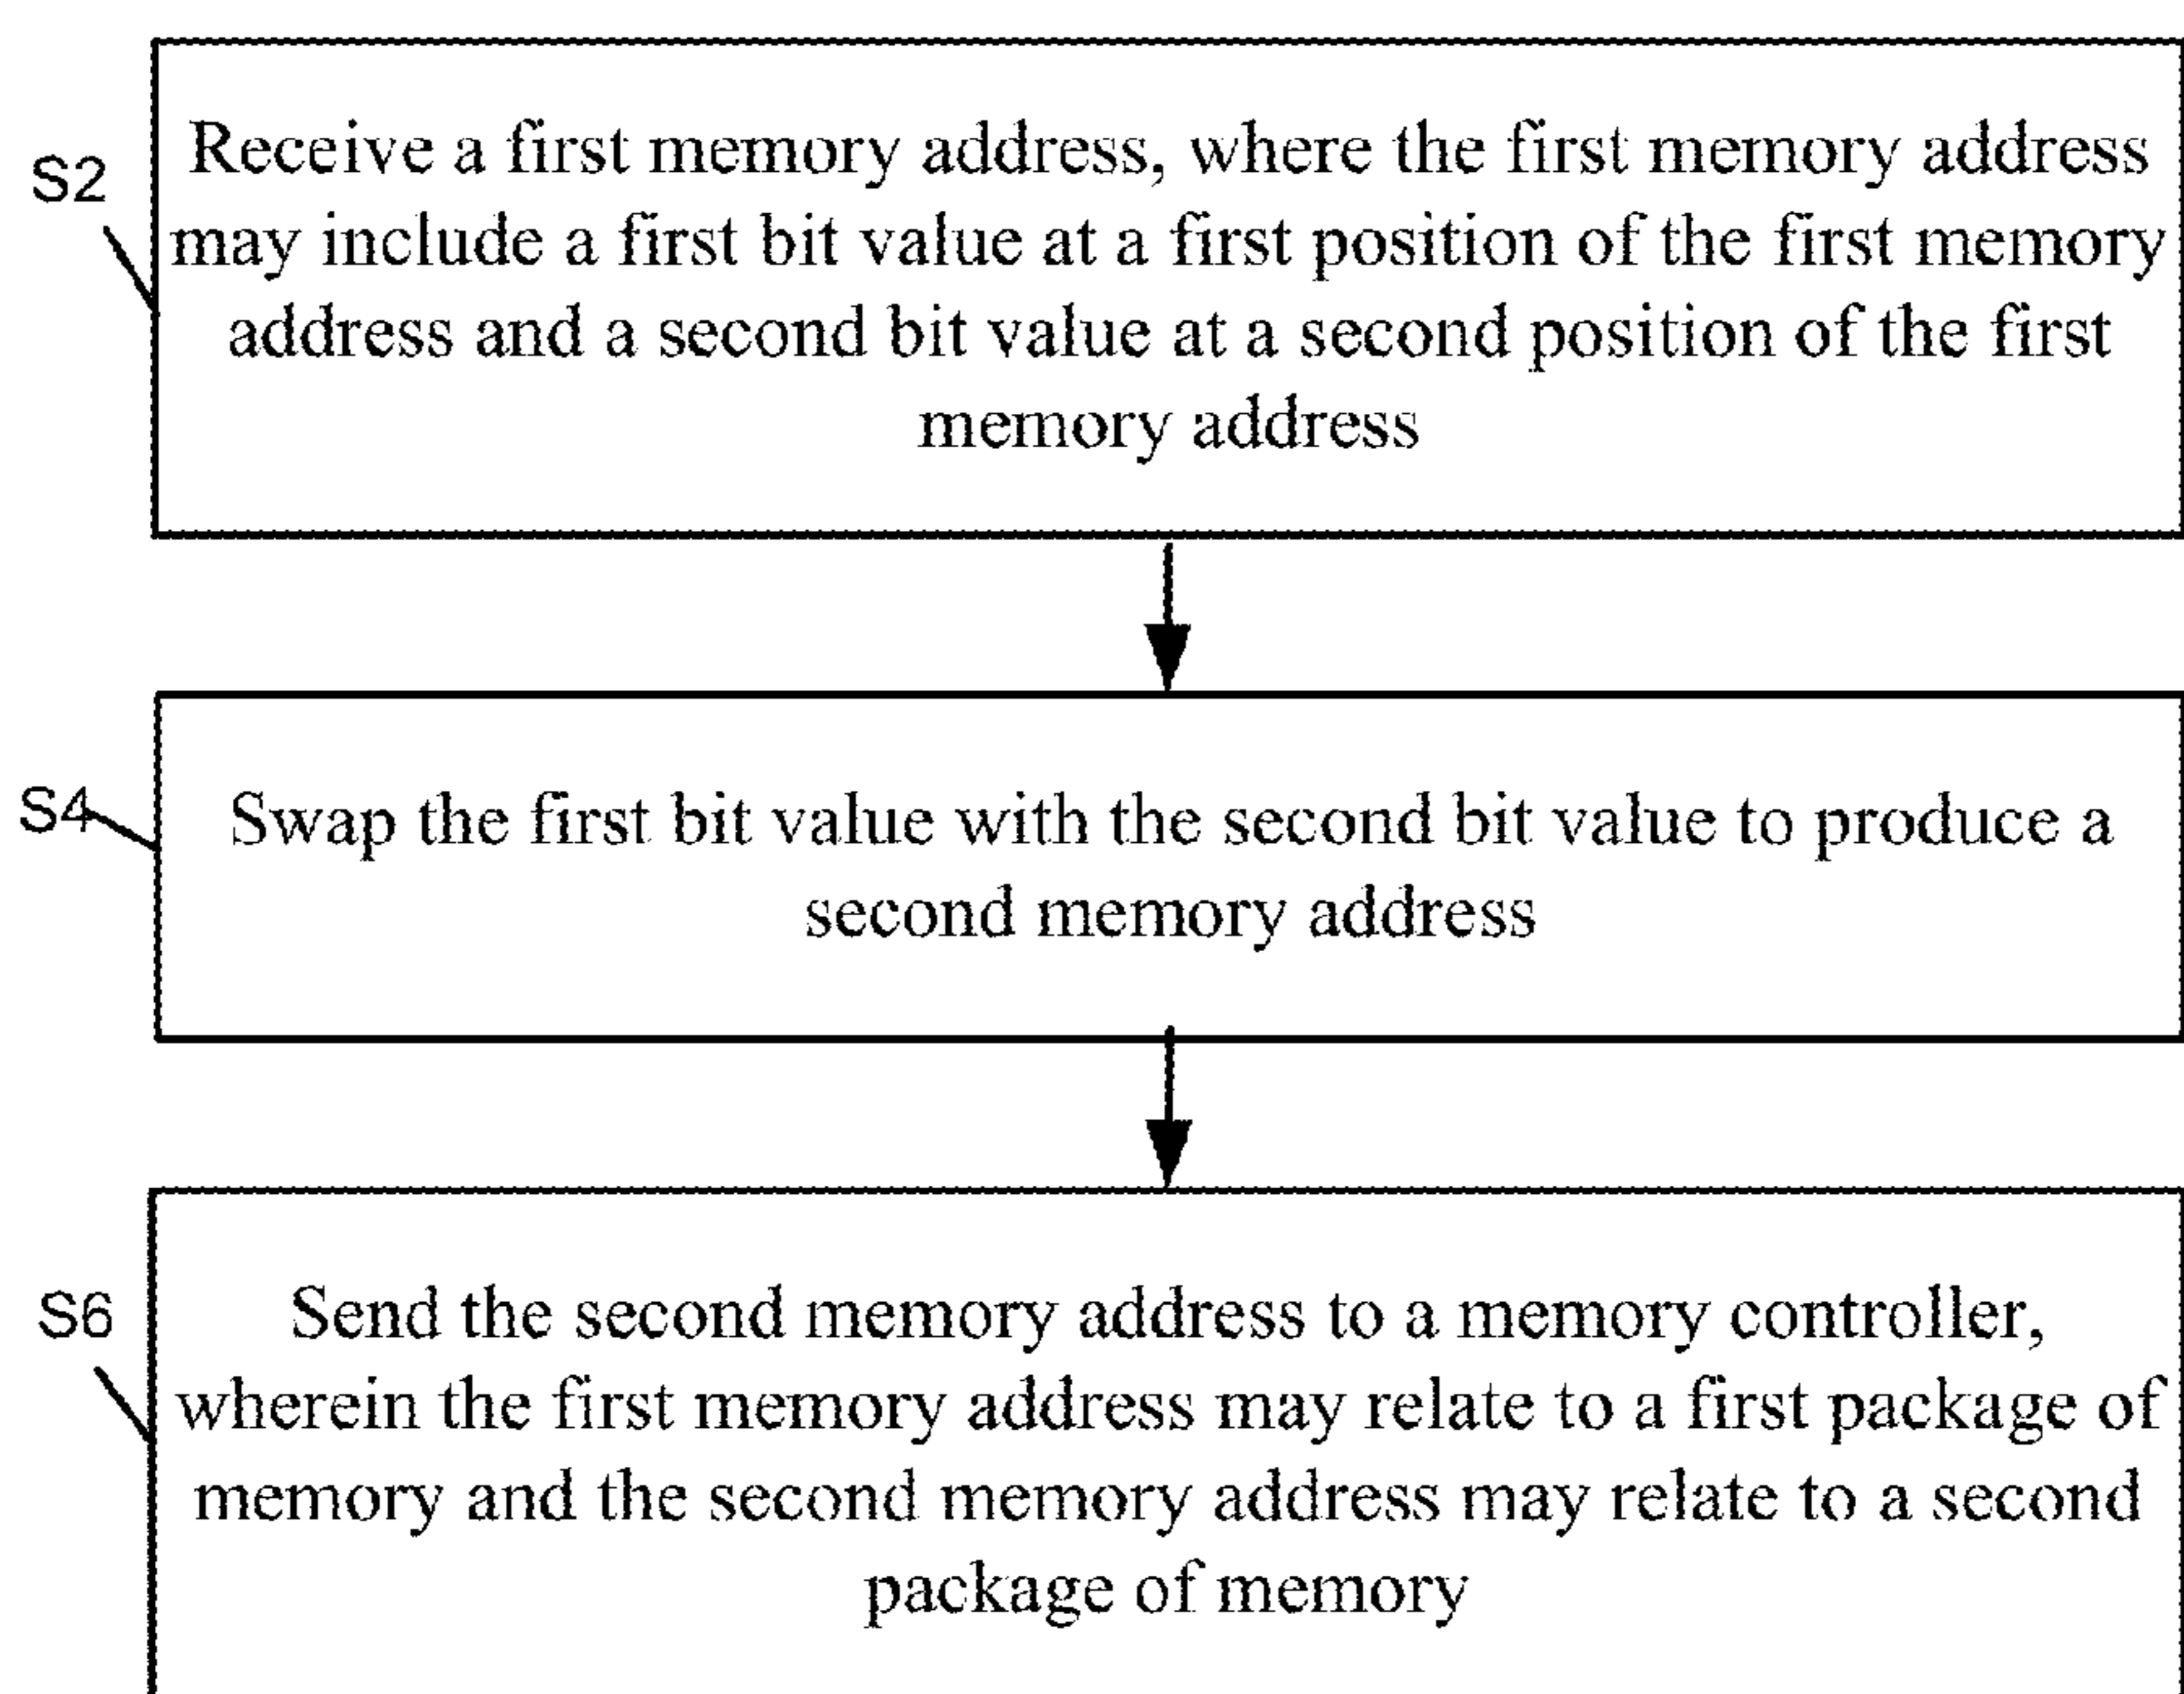 S2
Receive a first memory address, where the first memory address
may include a first bit value at a first position of the first memory
address and a second bit value at a second position of the first
memory address
S4
Swap the first bit value with the second bit value to produce a
second memory address
S6
Send the second memory address to a memory controller,
wherein the first memory address may relate to a first package of
memory and the second memory address may relate to a second
package of memory